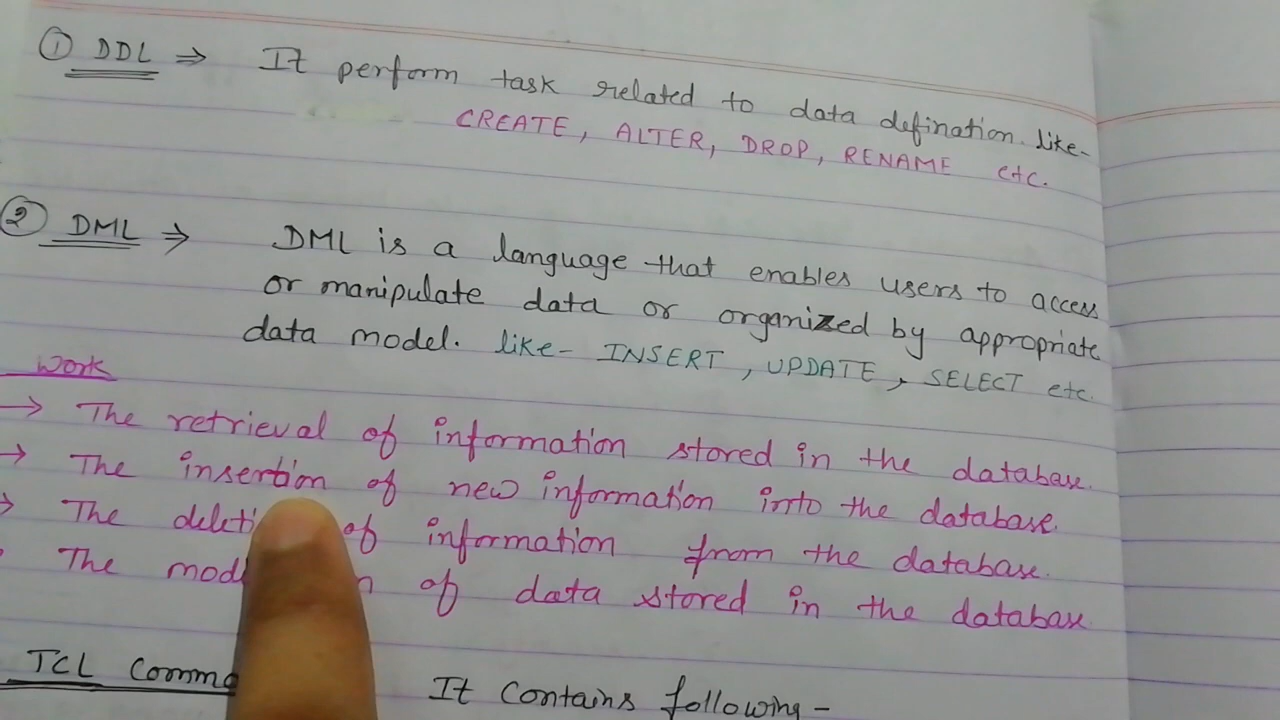 ① DDL ⇒ It perform task related to data defination. like-
CREATE, ALTER, DROP, RENAME etc.
② DML ⇒ DML is a language that enables users to access
or manipulate data or organized by appropriate
data model. like- INSERT, UPDATE, SELECT etc.
Work
→ The retrieval of information stored in the database.
→ The insertion of new information into the database.
→ The of information from the database.
The of data stored in the database
TCL It contains following-